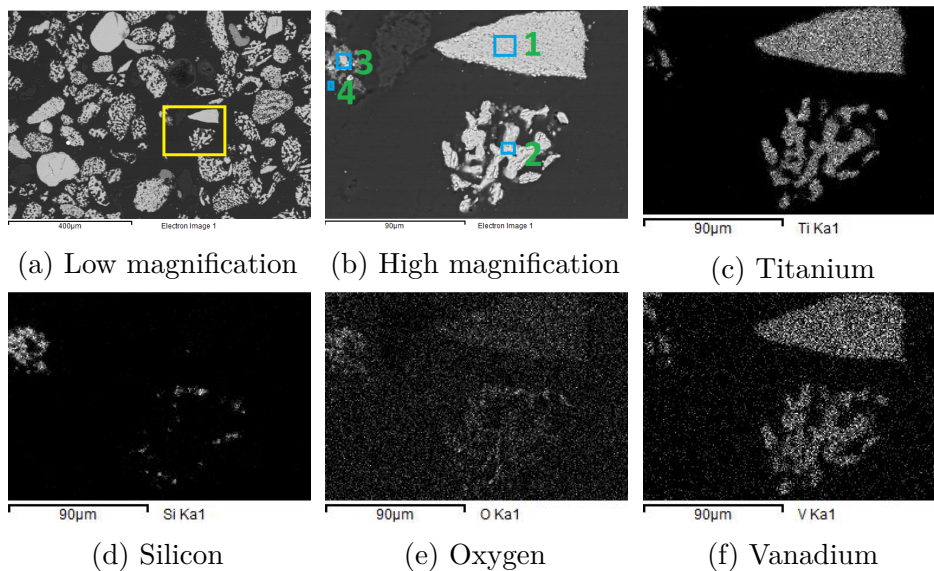 400μm Electron Image 1
(a) Low magnification
1
3
4
2
90μm Electron Image 1
(b) High magnification
90μm Ti Ka1
(c) Titanium
90μm Si Ka1
(d) Silicon
90μm O Ka1
(e) Oxygen
90μm V Ka1
(f) Vanadium